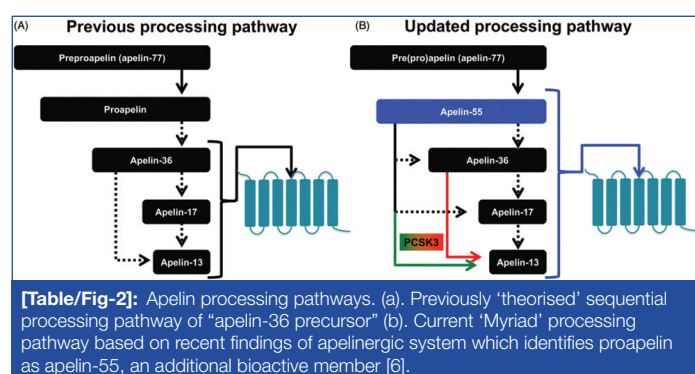 (A) Previous processing pathway
Preproapelin (apelin-77)
Proapelin
Apelin-36
Apelin-17
Apelin-13
(B) Updated processing pathway
Pre(pro)apelin (apelin-77)
Apelin-55
Apelin-36
Apelin-17
PCSK3
Apelin-13
[Table/Fig-2]: Apelin processing pathways. (a). Previously ‘theorised’ sequential
processing pathway of “apelin-36 precursor” (b). Current ‘Myriad’ processing
pathway based on recent findings of apelinergic system which identifies proapelin
as apelin-55, an additional bioactive member [6].